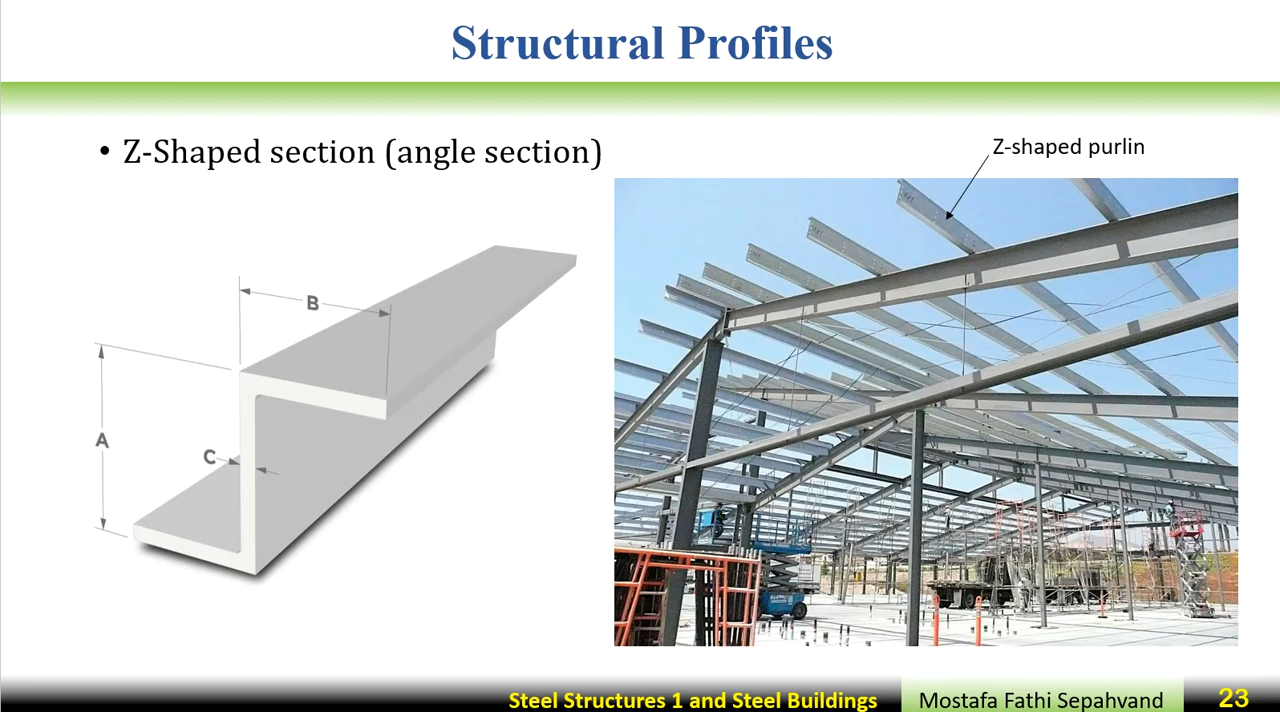 Structural Profiles
• Z-Shaped section (angle section)
Z-shaped purlin
B
A
C
Steel Structures 1 and Steel Buildings
Mostafa Fathi Sepahvand
23